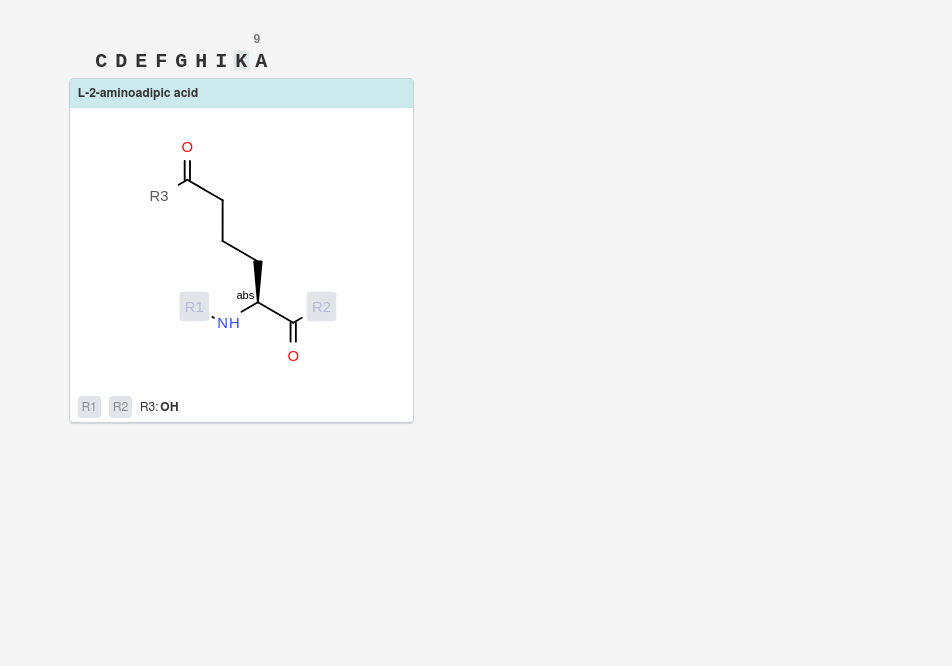 9
C D E F G H I K A
L-2-aminoadipic acid
O
R3
abs
R1 R2
NH
O
R1 R2 R3: OH